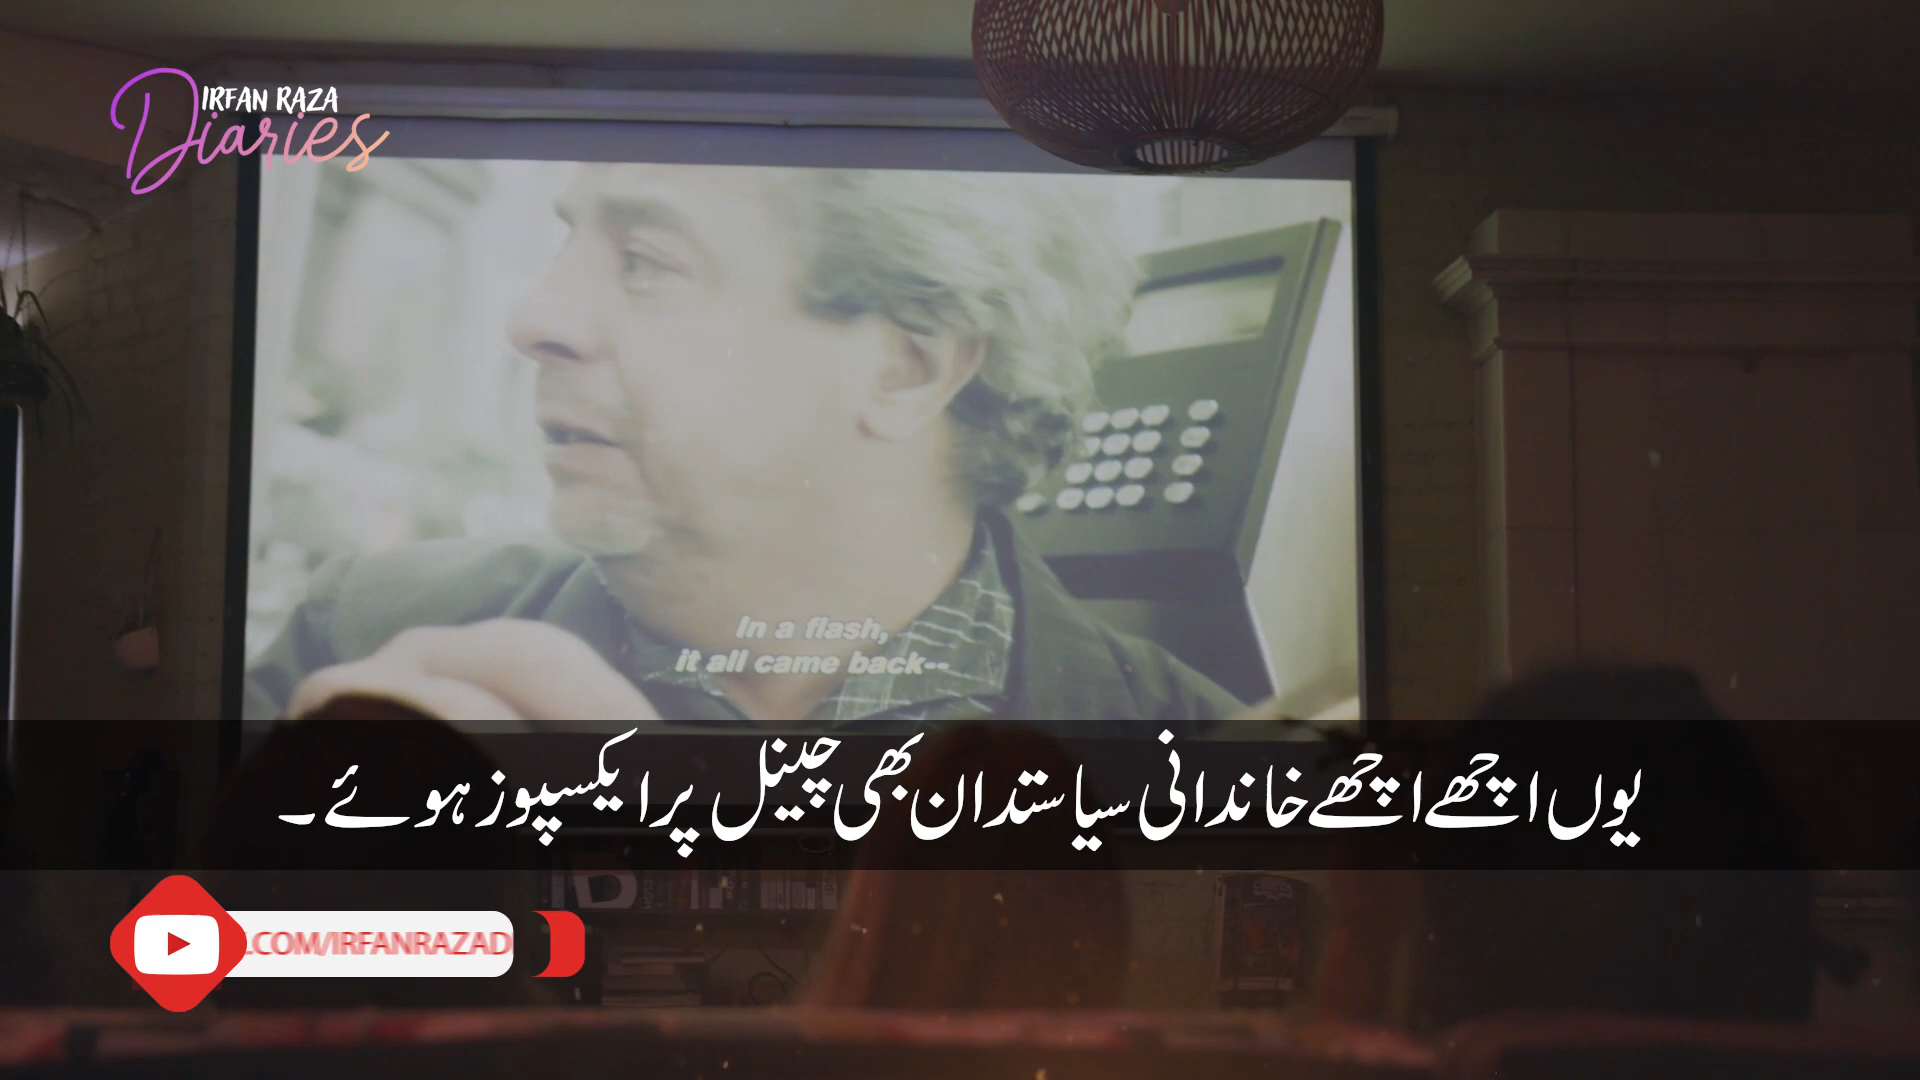 IRFAN RAZA
Diaries
In a flash,
it all came back--
یوں اچھے اچھے خاندانی سیاستدان بھی چینل پر ایکسپوز ہوئے۔
.COM/IRFANRAZAD